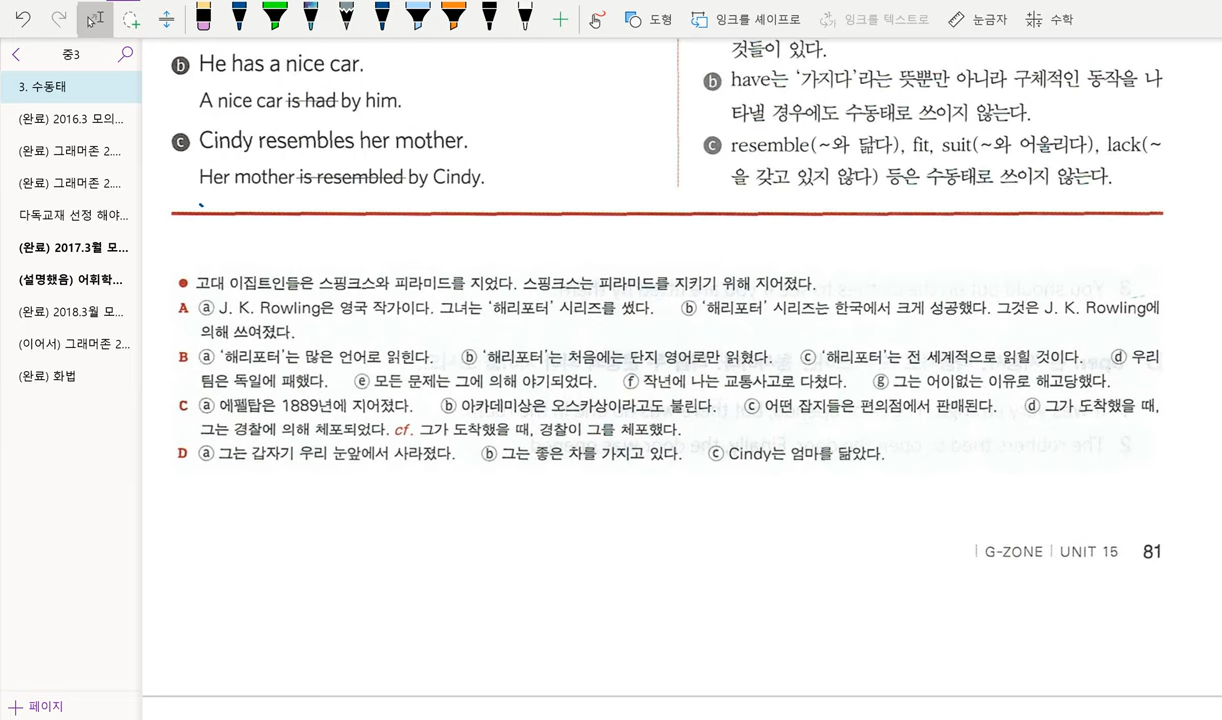 도형
잉크를 셰이프로
잉크를 텍스트로
눈금자
수학
중3
3. 수동태
(완료) 2016.3 모의...
(완료) 그래머존 2....
(완료) 그래머존 2....
다독교재 선정 해야...
(완료) 2017.3월 모...
(설명했음) 어휘학...
(완료) 2018.3월 모...
(이어서) 그래머존 2...
(완료) 화법
페이지
ⓑ He has a nice car.
A nice car is had by him.
ⓒ Cindy resembles her mother.
Her mother is resembled by Cindy.
것들이 있다.
ⓑ have는 ‘가지다’라는 뜻뿐만 아니라 구체적인 동작을 나
타낼 경우에도 수동태로 쓰이지 않는다.
ⓒ resemble(~와 닮다), fit, suit(~와 어울리다), lack(~
을 갖고 있지 않다) 등은 수동태로 쓰이지 않는다.
● 고대 이집트인들은 스핑크스와 피라미드를 지었다. 스핑크스는 피라미드를 지키기 위해 지어졌다.
A ⓐ J. K. Rowling은 영국 작가이다. 그녀는 ‘해리포터’ 시리즈를 썼다. ⓑ ‘해리포터’ 시리즈는 한국에서 크게 성공했다. 그것은 J. K. Rowling에
의해 쓰여졌다.
B ⓐ ‘해리포터’는 많은 언어로 읽힌다. ⓑ ‘해리포터’는 처음에는 단지 영어로만 읽혔다. ⓒ ‘해리포터’는 전 세계적으로 읽힐 것이다. ⓓ 우리
팀은 독일에 패했다. ⓔ 모든 문제는 그에 의해 야기되었다. ⓕ 작년에 나는 교통사고로 다쳤다. ⓖ 그는 어이없는 이유로 해고당했다.
C ⓐ 에펠탑은 1889년에 지어졌다. ⓑ 아카데미상은 오스카상이라고도 불린다. ⓒ 어떤 잡지들은 편의점에서 판매된다. ⓓ 그가 도착했을 때,
그는 경찰에 의해 체포되었다. cf. 그가 도착했을 때, 경찰이 그를 체포했다.
D ⓐ 그는 갑자기 우리 눈앞에서 사라졌다. ⓑ 그는 좋은 차를 가지고 있다. ⓒ Cindy는 엄마를 닮았다.
G-ZONE | UNIT 15 81